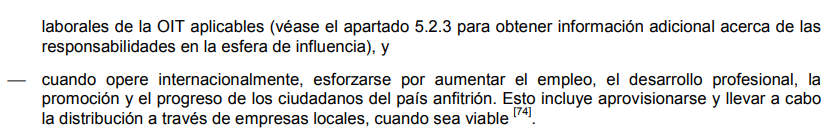 laborales de la OIT aplicables (véase el apartado 5.2.3 para obtener información adicional acerca de las
responsabilidades en la esfera de influencia), y
— cuando opere internacionalmente, esforzarse por aumentar el empleo, el desarrollo profesional, la
promoción y el progreso de los ciudadanos del país anfitrión. Esto incluye aprovisionarse y llevar a cabo
la distribución a través de empresas locales, cuando sea viable [74].